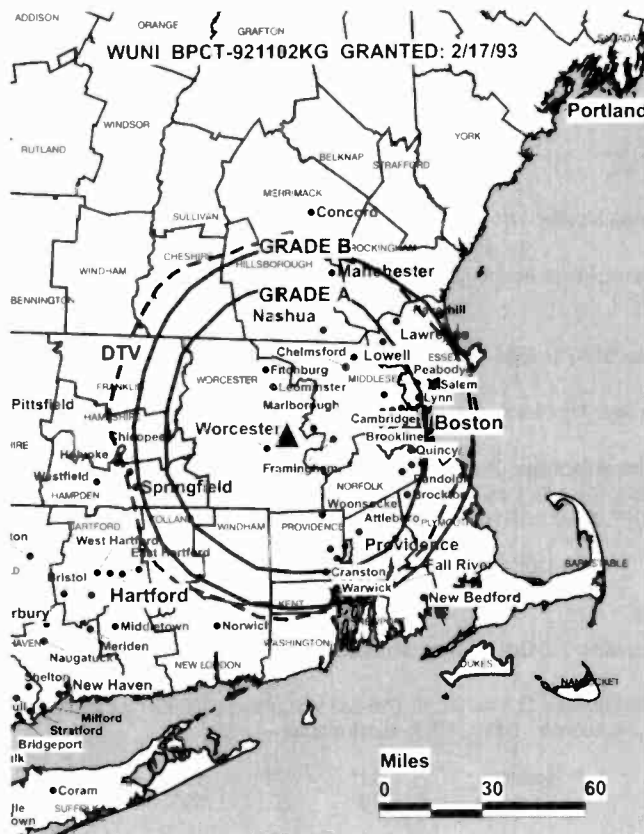 ADDISON
ORANGE
GRAFTON
WUNI BPCT-921102KG GRANTED: 2/17/93
Portland
WINDSOR
RUTLAND
YORK
BELKNAP
STRAFFORD
MERRIMACK
SULLIVAN
Concord
GRADE B
ROCKINGHAM
CHESHIRE
HILLSBOROUGH
WINDHAM
Manchester
BENNINGTON
GRADE A
Nashua
DTV
Chelmsford
Lowell
ESSEX
WORCESTER
Fitchburg
Peabody
FRANKLIN
Leominster
Salem
Pittsfield
Marlborough
Lynn
HAMPSHIRE
Cambridge
Boston
Chicopee
Worcester
Brookline
Holyoke
Quincy
Westfield
Framingham
HAMPDEN
Springfield
NORFOLK
Randolph
Brockton
Woonsocket
HARTFORD
TOLLAND
WINDHAM
PROVIDENCE
Attleboro
PLYMOUTH
West Hartford
Providence
East Hartford
Fall River
BARNSTABLE
Bristol
Cranston
Hartford
KENT
Warwick
New Bedford
Middletown
Norwich
WASHINGTON
Meriden
Naugatuck
NEW LONDON
DUKES
NANTUCKET
Shelton
New Haven
Milford
Stratford
Bridgeport
Miles
Coram
0
30
60